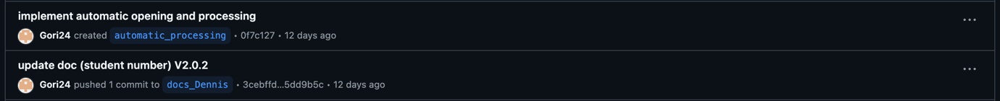 implement automatic opening and processing
Gori24 created automatic_processing • 0f7c127 • 12 days ago
update doc (student number) V2.0.2
Gori24 pushed 1 commit to docs_Dennis • 3cebffd...5dd9b5c • 12 days ago